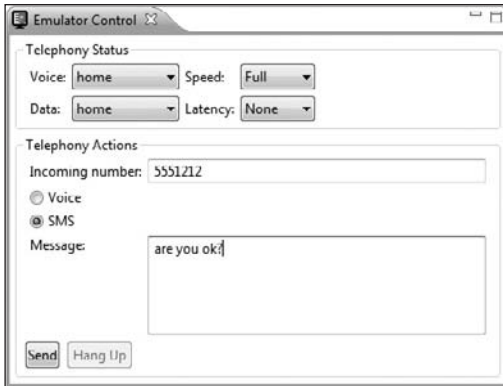 Emulator Control
Telephony Status
Voice: home Speed: Full
Data: home Latency: None
Telephony Actions
Incoming number: 5551212
Voice
SMS
Message: are you ok?
Send Hang Up